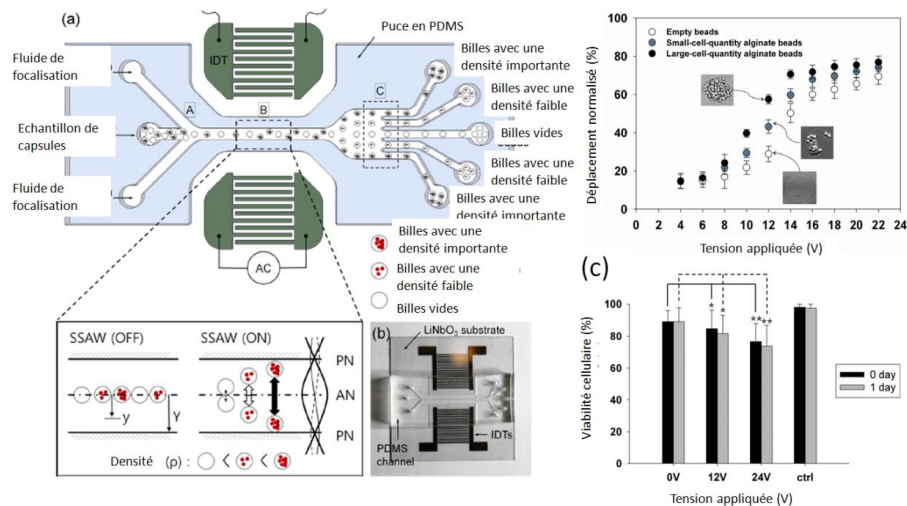 (a)
IDT
Puce en PDMS
Fluide de
focalisation
Echantillon de
capsules
Fluide de
focalisation
A
B
C
Billes avec une
densité importante
Billes avec une
densité faible
Billes vides
Billes avec une
densité faible
Billes avec une
densité importante
AC
Billes avec une
densité importante
Billes avec une
densité faible
Billes vides
SSAW (OFF)
SSAW (ON)
y
Y
PN
AN
PN
Densité (ρ) : < <
(b)
LiNbO3 substrate
PDMS
channel
IDTs
Déplacement normalisé (%)
100
80
60
40
20
0
Empty beads
Small-cell-quantity alginate beads
Large-cell-quantity alginate beads
0 2 4 6 8 10 12 14 16 18 20 22 24
Tension appliquée (V)
(c)
Viabilité cellulaire (%)
100
80
60
40
20
0
* * ** **
0 day
1 day
0V 12V 24V ctrl
Tension appliquée (V)